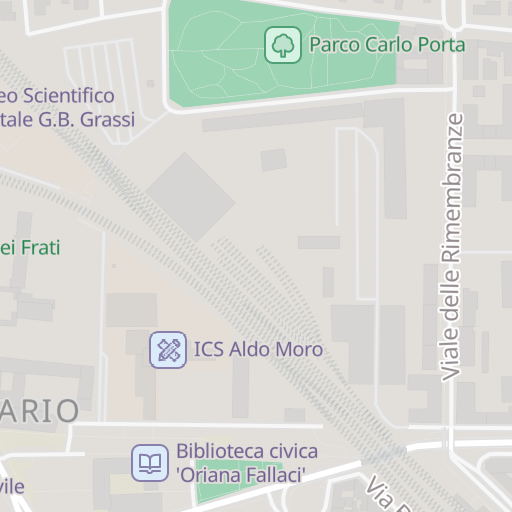 Parco Carlo Porta
eo Scientifico
tale G.B. Grassi
Viale delle Rimembranze
ei Frati
ICS Aldo Moro
ARIO
Biblioteca civica
'Oriana Fallaci'
vile
Via